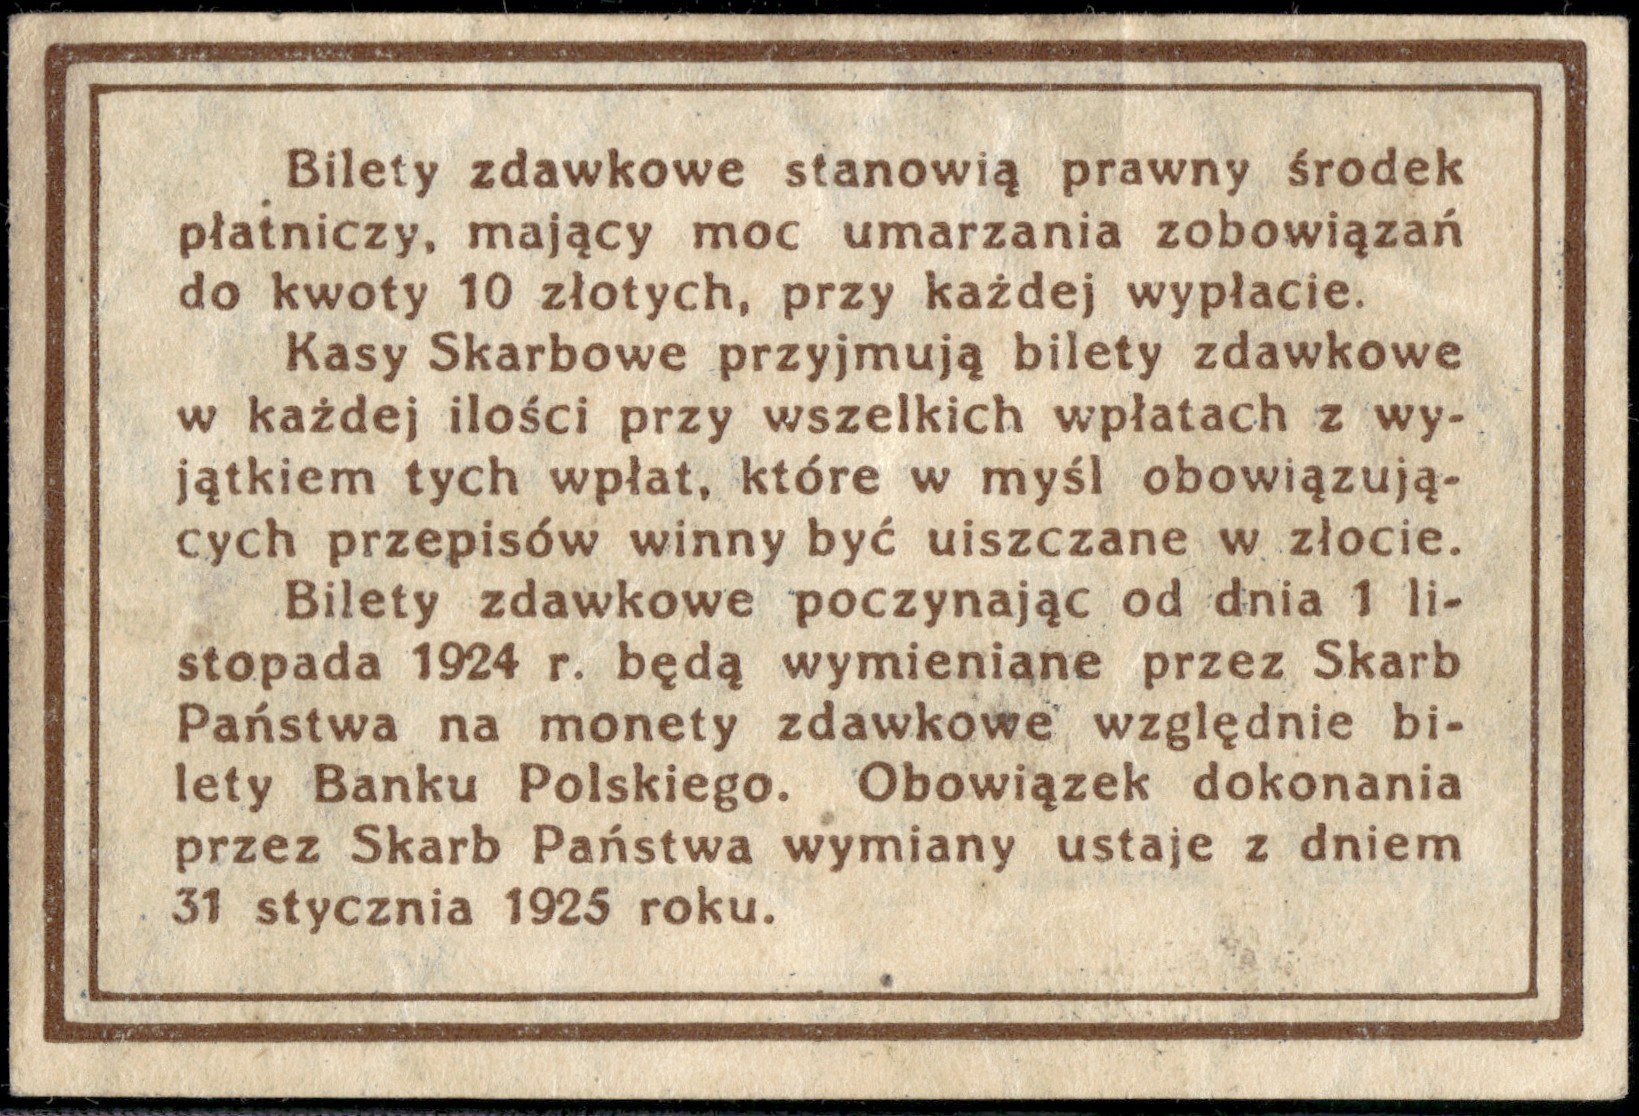 Bilety zdawkowe stanowią prawny środek
płatniczy, mający moc umarzania zobowiązań
do kwoty 10 złotych, przy każdej wypłacie.
Kasy Skarbowe przyjmują bilety zdawkowe
w każdej ilości przy wszelkich wpłatach z wy-
jątkiem tych wpłat, które w myśl obowiązują-
cych przepisów winny być uiszczane w złocie.
Bilety zdawkowe poczynając od dnia 1 li-
stopada 1924 r. będą wymieniane przez Skarb
Państwa na monety zdawkowe względnie bi-
lety Banku Polskiego. Obowiązek dokonania
przez Skarb Państwa wymiany ustaje z dniem
31 stycznia 1925 roku.